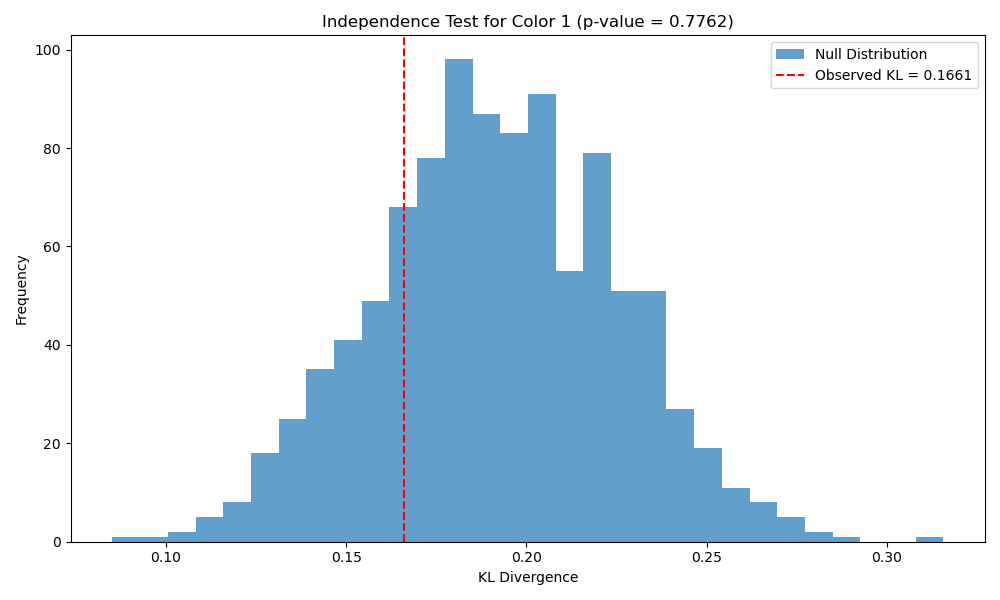 Independence Test for Color 1 (p-value = 0.7762)
Null Distribution
Observed KL = 0.1661
100
80
60
40
20
0
Frequency
0.10 0.15 0.20 0.25 0.30
KL Divergence